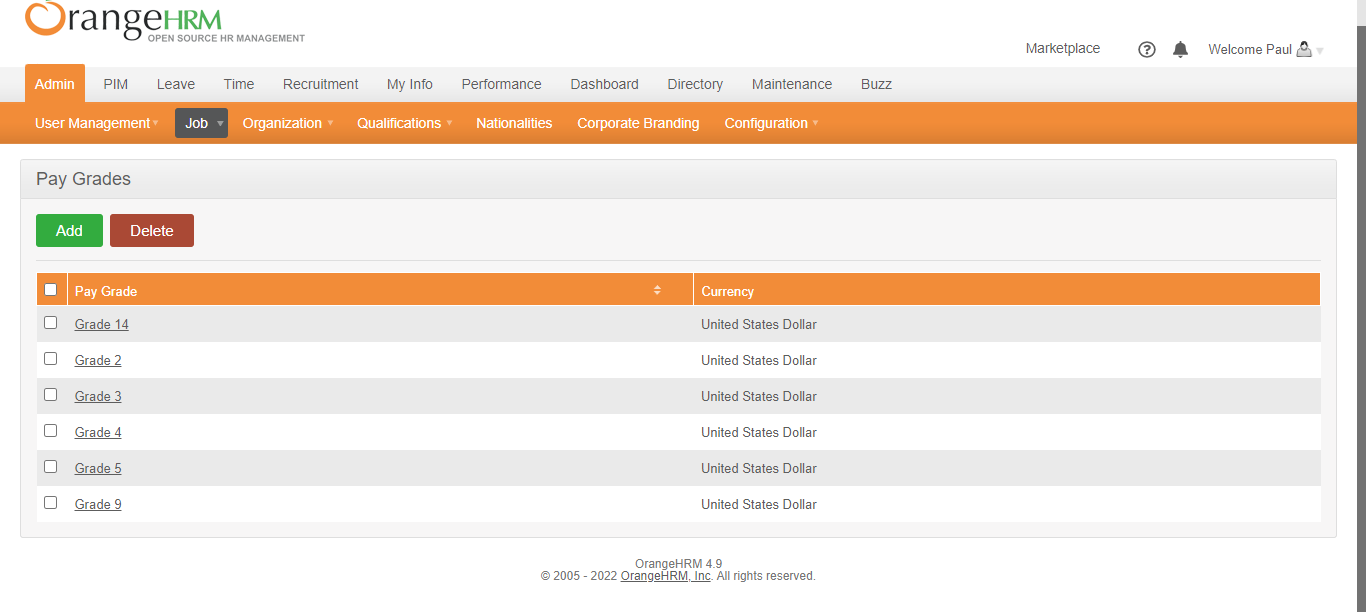 OrangeHRM
OPEN SOURCE HR MANAGEMENT
Marketplace ? Welcome Paul
Admin PIM Leave Time Recruitment My Info Performance Dashboard Directory Maintenance Buzz
User Management Job Organization Qualifications Nationalities Corporate Branding Configuration
Pay Grades
Add Delete
Pay Grade Currency
Grade 14 United States Dollar
Grade 2 United States Dollar
Grade 3 United States Dollar
Grade 4 United States Dollar
Grade 5 United States Dollar
Grade 9 United States Dollar
OrangeHRM 4.9
© 2005 - 2022 OrangeHRM, Inc. All rights reserved.